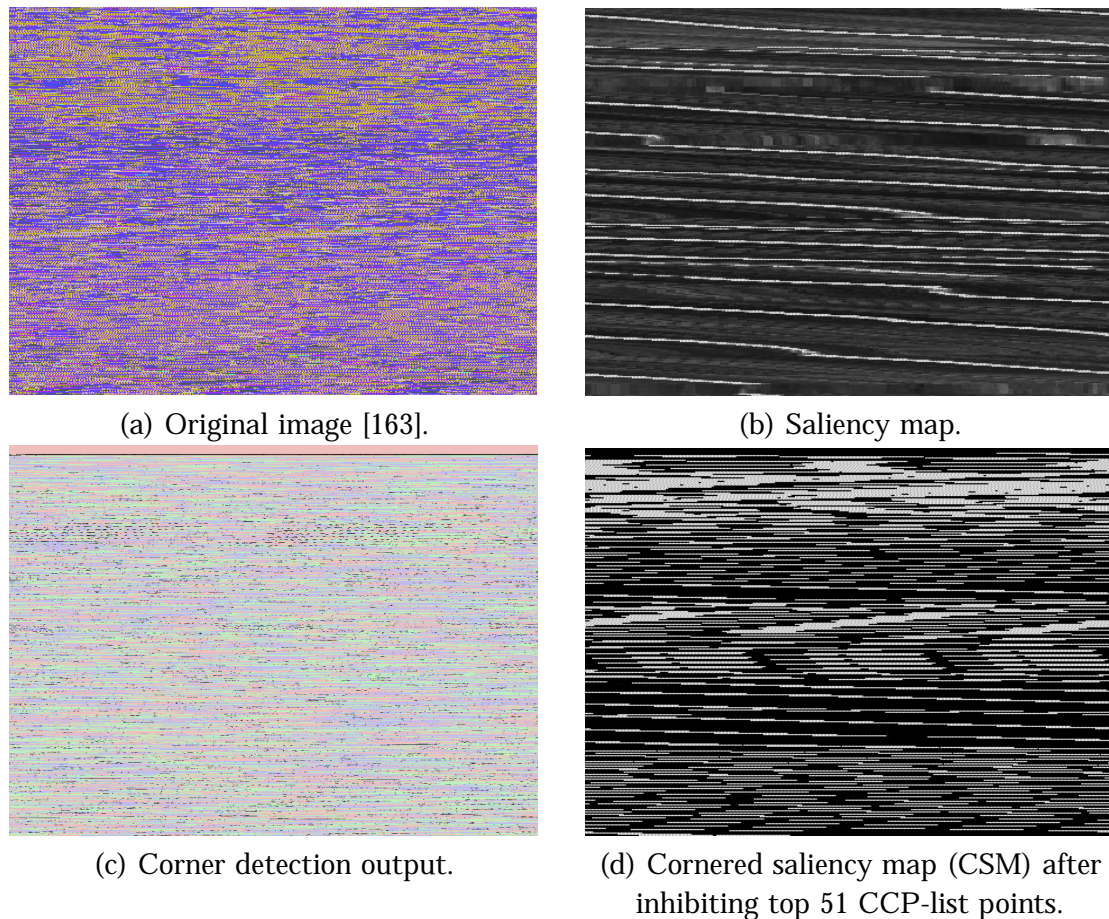 (a) Original image [163].
(b) Saliency map.
(c) Corner detection output.
(d) Cornered saliency map (CSM) after
inhibiting top 51 CCP-list points.